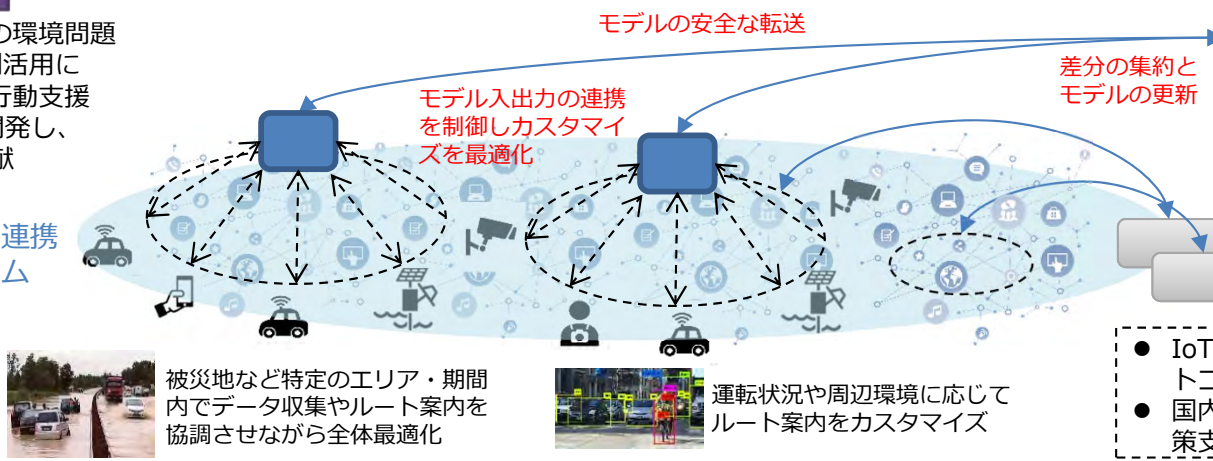 の環境問題
活用に
行動支援
開発し、
献
モデルの安全な転送
差分の集約と
モデルの更新
モデル入出力の連携
を制御しカスタマイ
ズを最適化
連携
ム
被災地など特定のエリア・期間
内でデータ収集やルート案内を
協調させながら全体最適化
運転状況や周辺環境に応じて
ルート案内をカスタマイズ
● IoT
トコ
● 国内
策支